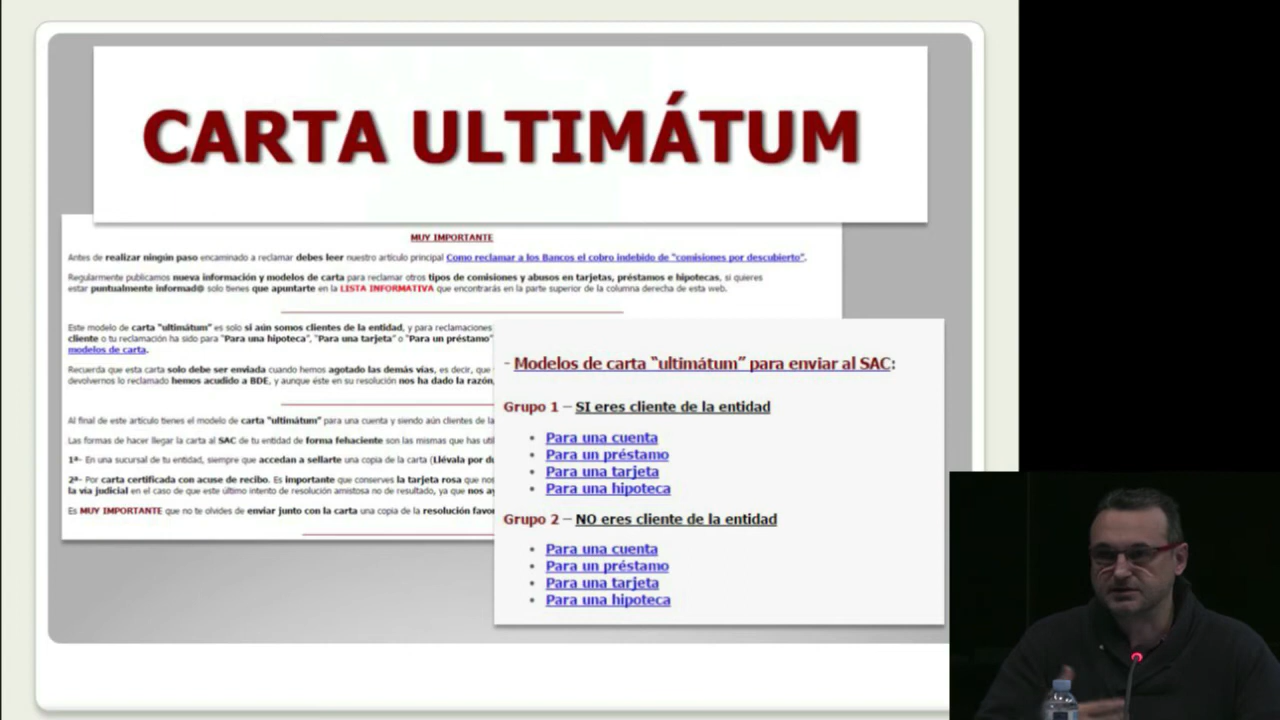 CARTA ULTIMÁTUM
MUY IMPORTANTE
Antes de realizar ningún paso encaminado a reclamar debes leer nuestro artículo principal Como reclamar a los Bancos el cobro indebido de "comisiones por descubierto".
Regularmente publicamos nueva información y modelos de carta para reclamar otros tipos de comisiones y abusos en tarjetas, préstamos e hipotecas, si quieres
estar puntualmente informad@ solo tienes que apuntarte en la LISTA INFORMATIVA que encontrarás en la parte superior de la columna derecha de esta web.
Este modelo de carta "ultimátum" es solo si aún somos clientes de la entidad, y para reclamaciones
cliente o tu reclamación ha sido para "Para una hipoteca", "Para una tarjeta" o "Para un préstamo"
modelos de carta.
Recuerda que esta carta solo debe ser enviada cuando hemos agotado las demás vías, es decir, que
devolvernos lo reclamado hemos acudido a BDE, y aunque éste en su resolución nos ha dado la razón,
Al final de este artículo tienes el modelo de carta "ultimátum" para una cuenta y siendo aún clientes de la
Las formas de hacer llegar la carta al SAC de tu entidad de forma fehaciente son las mismas que has
1ª- En una sucursal de tu entidad, siempre que accedan a sellarte una copia de la carta (Llévala por
2ª- Por carta certificada con acuse de recibo. Es importante que conserves la tarjeta rosa que
la vía judicial en el caso de que este último intento de resolución amistosa no de resultado, ya que nos
Es MUY IMPORTANTE que no te olvides de enviar junto con la carta una copia de la resolución
- Modelos de carta "ultimátum" para enviar al SAC:
Grupo 1 – SI eres cliente de la entidad
• Para una cuenta
• Para un préstamo
• Para una tarjeta
• Para una hipoteca
Grupo 2 – NO eres cliente de la entidad
• Para una cuenta
• Para un préstamo
• Para una tarjeta
• Para una hipoteca